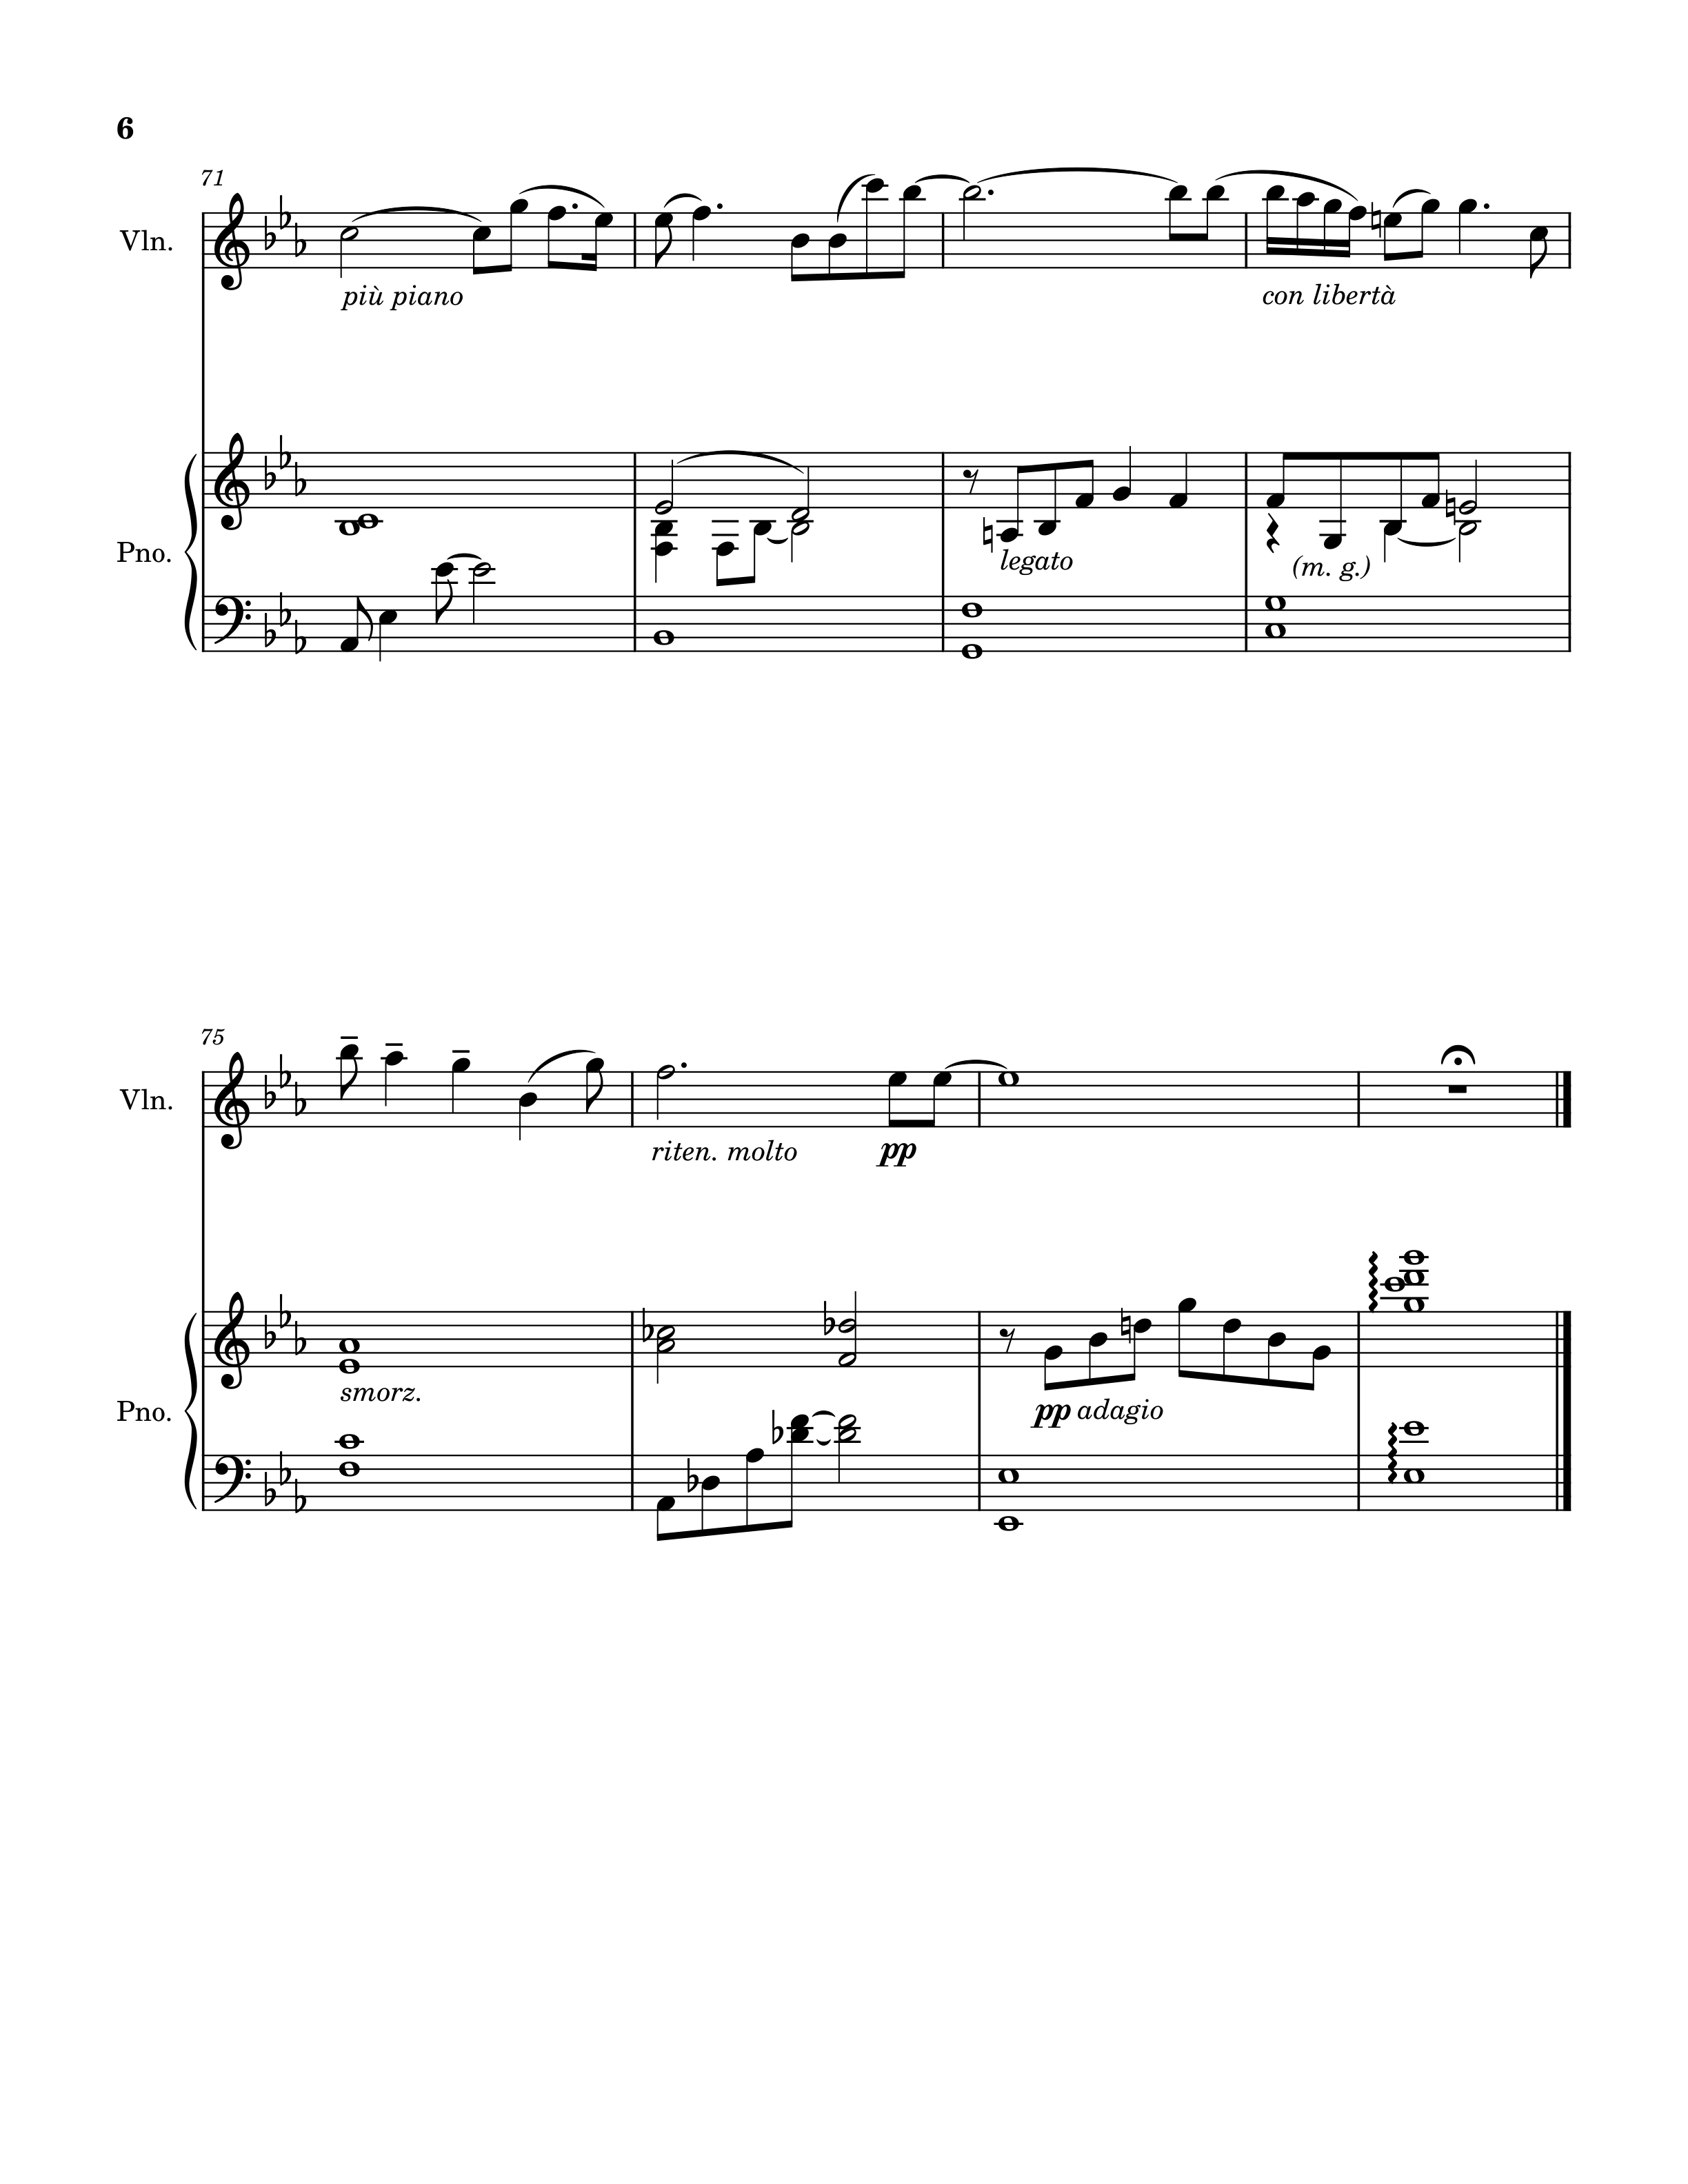 6
71
Vln.
più piano
con libertà
Pno.
legato
(m. g.)
75
Vln.
riten. molto
pp
smorz.
Pno.
pp adagio